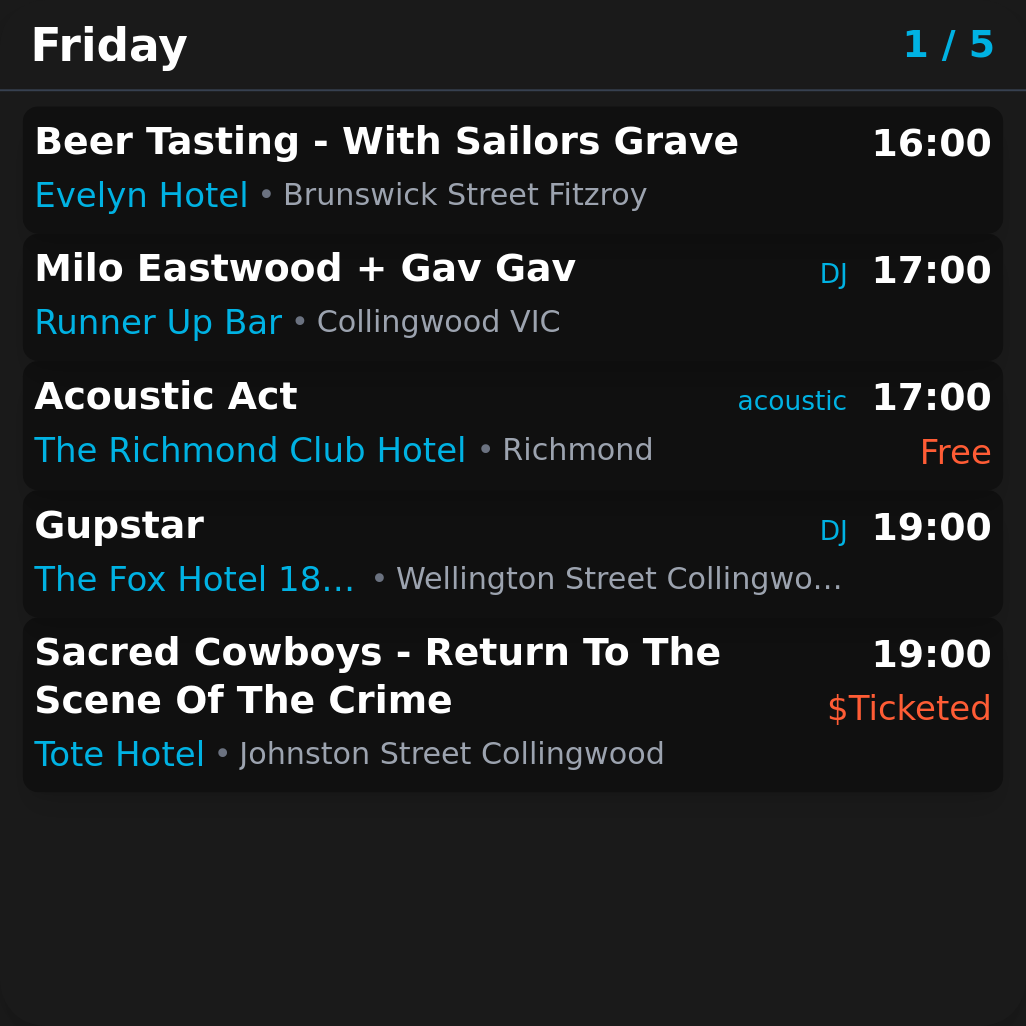 Friday 1 / 5
Beer Tasting - With Sailors Grave 16:00
Evelyn Hotel • Brunswick Street Fitzroy
Milo Eastwood + Gav Gav DJ 17:00
Runner Up Bar • Collingwood VIC
Acoustic Act acoustic 17:00
The Richmond Club Hotel • Richmond Free
Gupstar DJ 19:00
The Fox Hotel 18... • Wellington Street Collingwo...
Sacred Cowboys - Return To The 19:00
Scene Of The Crime $Ticketed
Tote Hotel • Johnston Street Collingwood